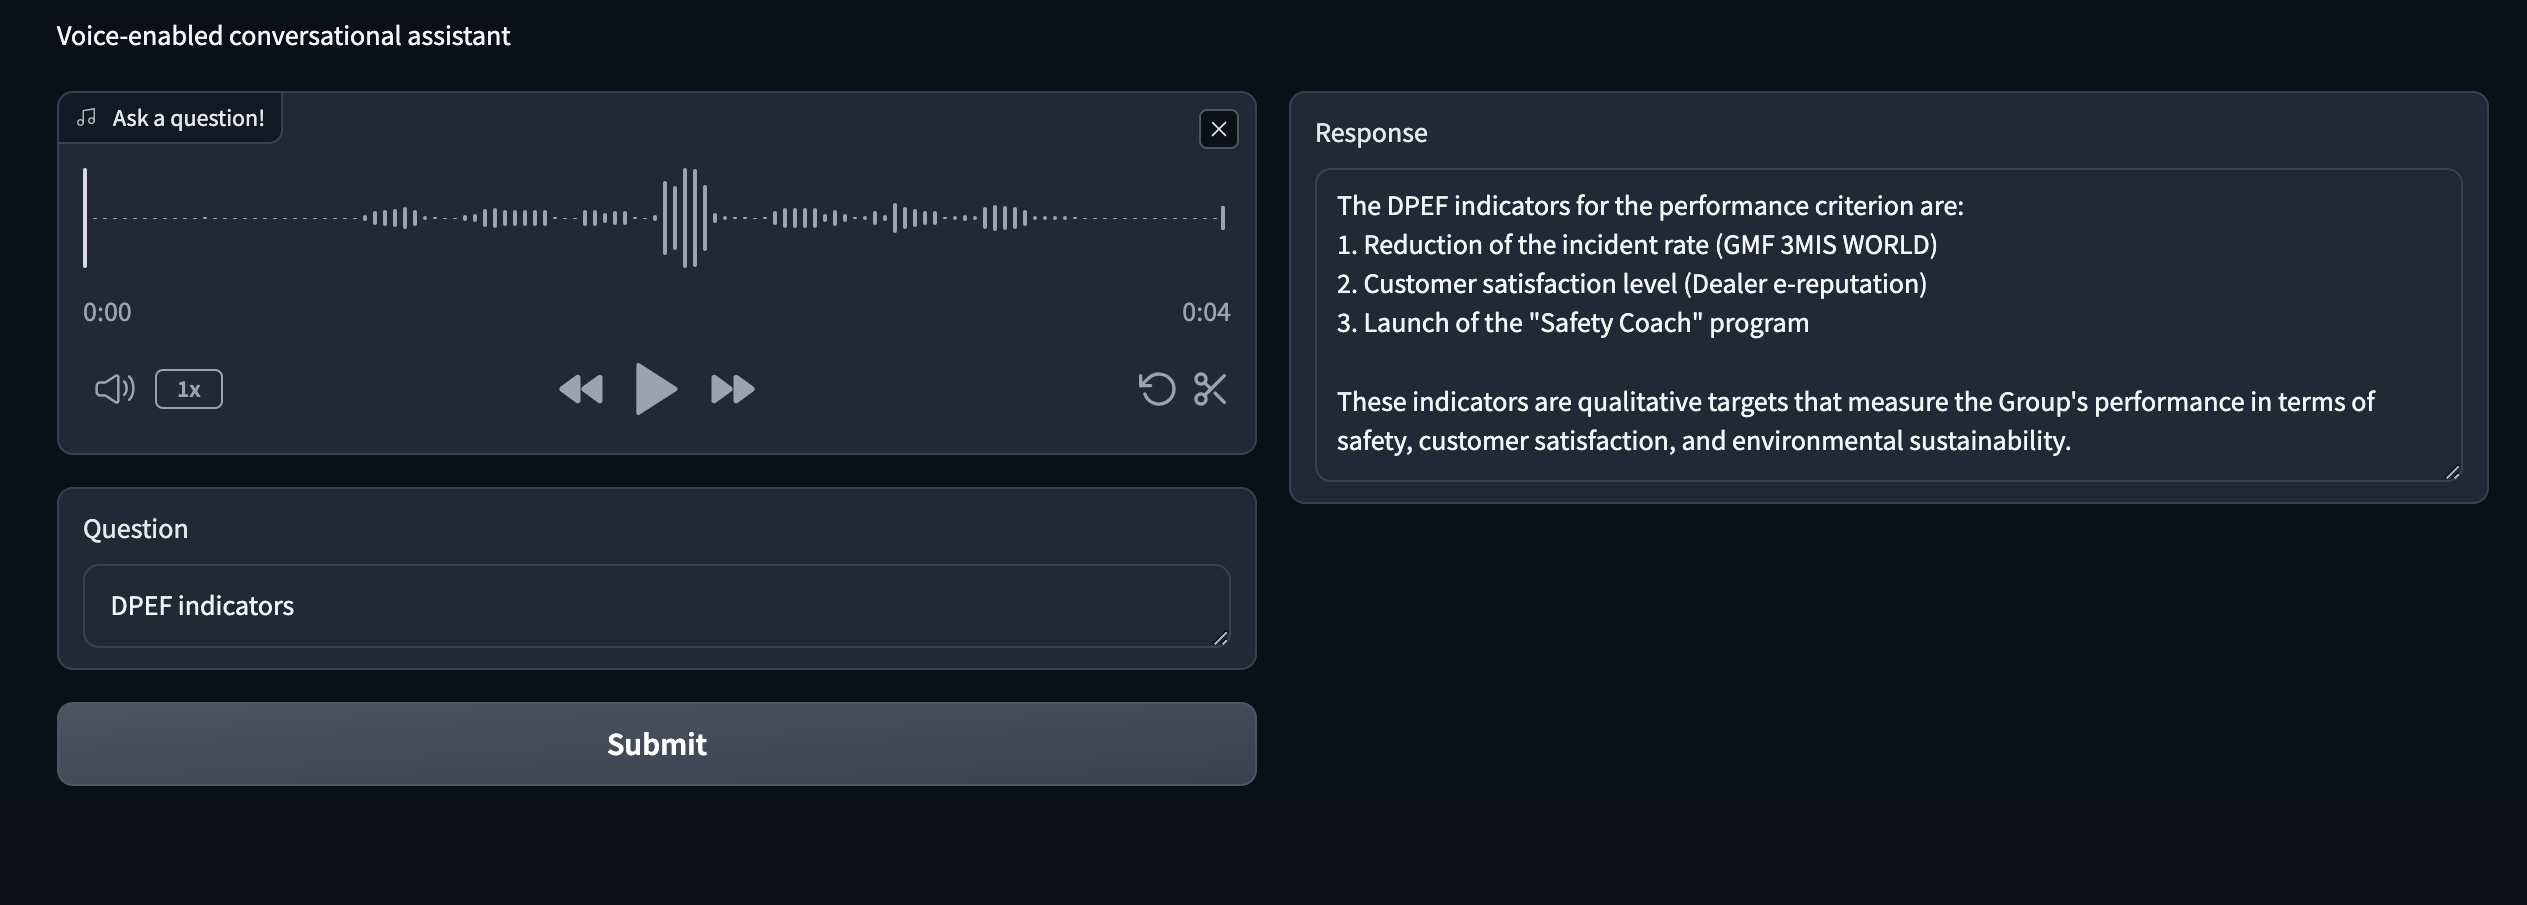 Voice-enabled conversational assistant
Ask a question!
0:00
0:04
1x
Question
DPEF indicators
Submit
Response
The DPEF indicators for the performance criterion are:
1. Reduction of the incident rate (GMF 3MIS WORLD)
2. Customer satisfaction level (Dealer e-reputation)
3. Launch of the "Safety Coach" program
These indicators are qualitative targets that measure the Group's performance in terms of
safety, customer satisfaction, and environmental sustainability.